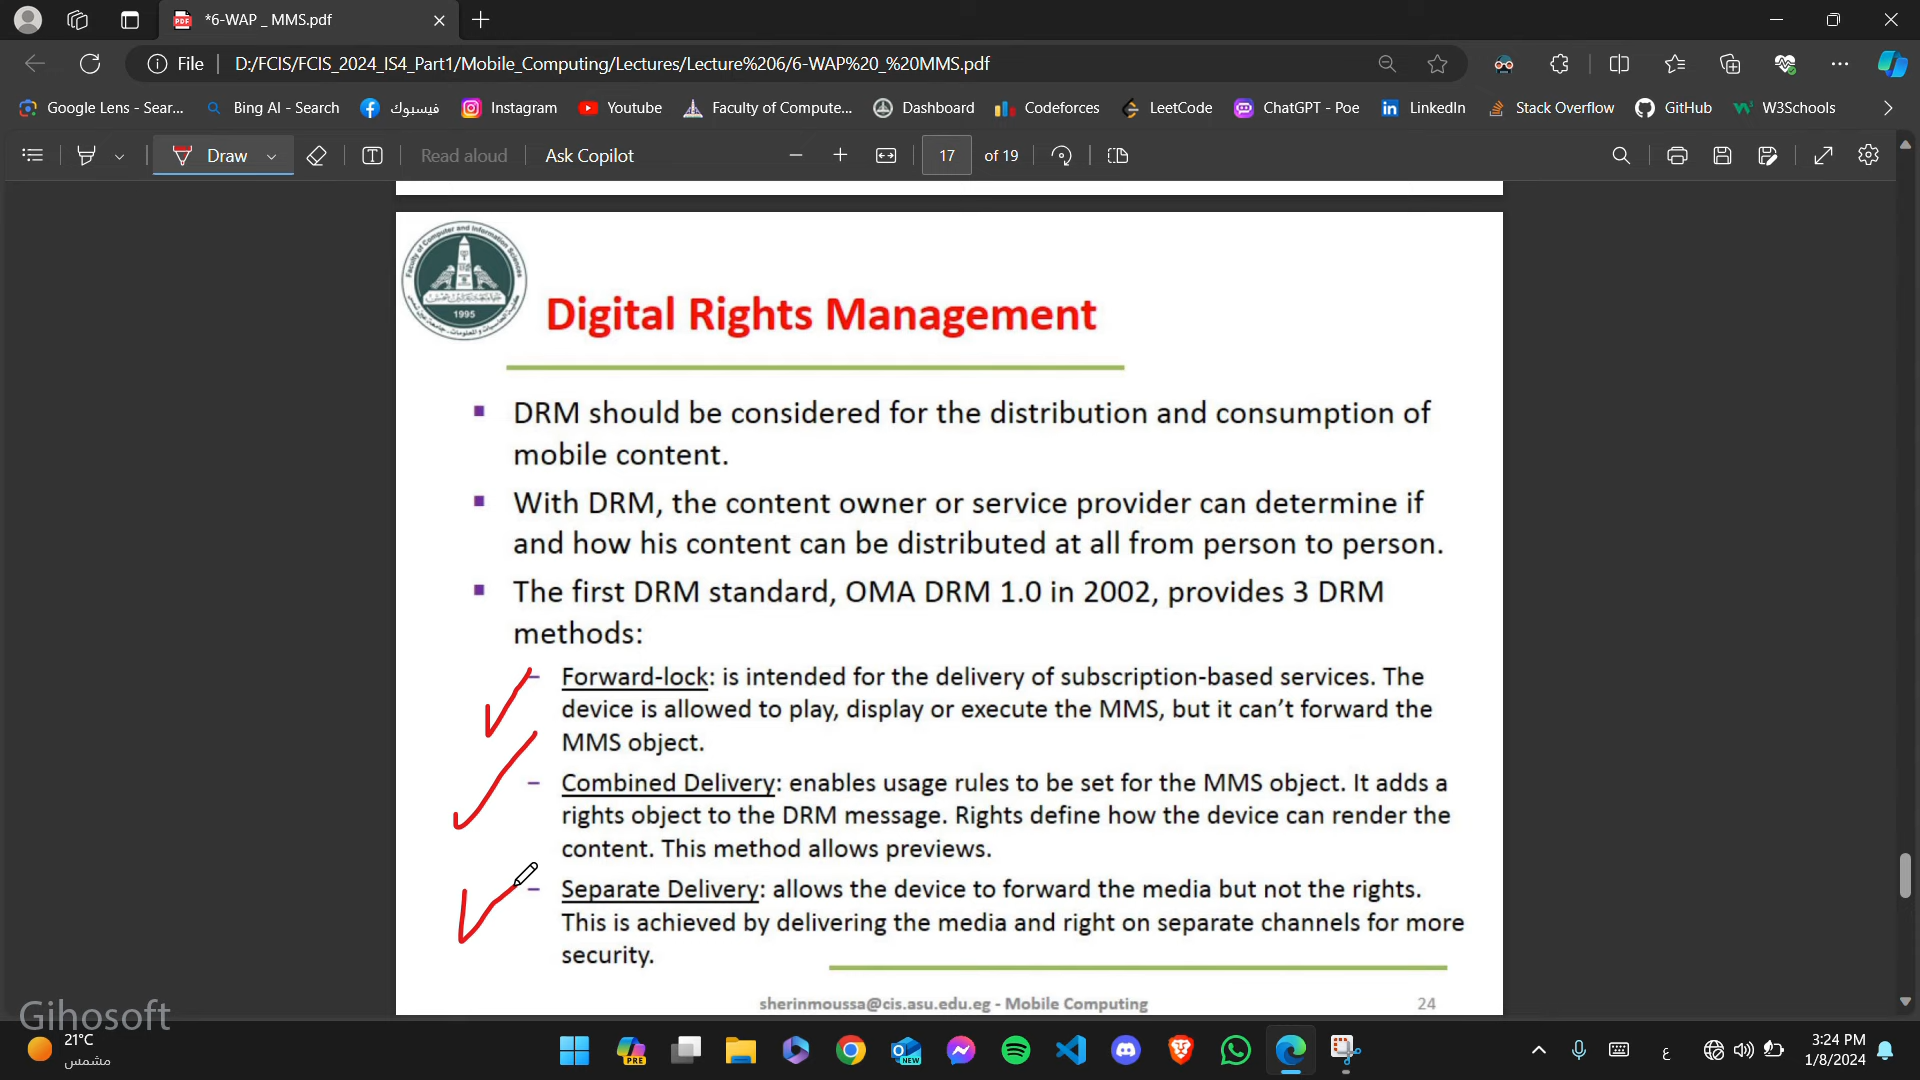 *6-WAP _ MMS.pdf
File
D:/FCIS/FCIS_2024_IS4_Part1/Mobile_Computing/Lectures/Lecture%206/6-WAP%20_%20MMS.pdf
Google Lens - Sear...
Bing AI - Search
فيسبوك
Instagram
Youtube
Faculty of Compute...
Dashboard
Codeforces
LeetCode
ChatGPT - Poe
LinkedIn
Stack Overflow
GitHub
W3Schools
Draw
Read aloud
Ask Copilot
17
of 19
Faculty of Computer and Information Sciences
1995
Digital Rights Management
DRM should be considered for the distribution and consumption of
mobile content.
With DRM, the content owner or service provider can determine if
and how his content can be distributed at all from person to person.
The first DRM standard, OMA DRM 1.0 in 2002, provides 3 DRM
methods:
– Forward-lock: is intended for the delivery of subscription-based services. The
device is allowed to play, display or execute the MMS, but it can’t forward the
MMS object.
– Combined Delivery: enables usage rules to be set for the MMS object. It adds a
rights object to the DRM message. Rights define how the device can render the
content. This method allows previews.
– Separate Delivery: allows the device to forward the media but not the rights.
This is achieved by delivering the media and right on separate channels for more
security.
sherinmoussa@cis.asu.edu.eg - Mobile Computing
24
Gihosoft
21°C
مشمس
PRE
NEW
ع
3:24 PM
1/8/2024